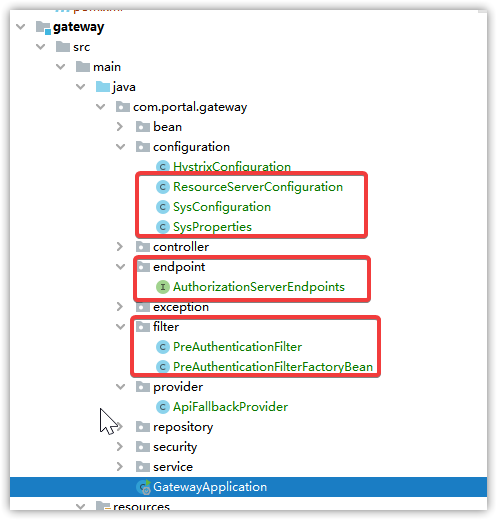 gateway
src
main
java
com.portal.gateway
bean
configuration
HystrixConfiguration
ResourceServerConfiguration
SysConfiguration
SysProperties
controller
endpoint
AuthorizationServerEndpoints
exception
filter
PreAuthenticationFilter
PreAuthenticationFilterFactoryBean
provider
ApiFallbackProvider
repository
security
service
GatewayApplication
resources